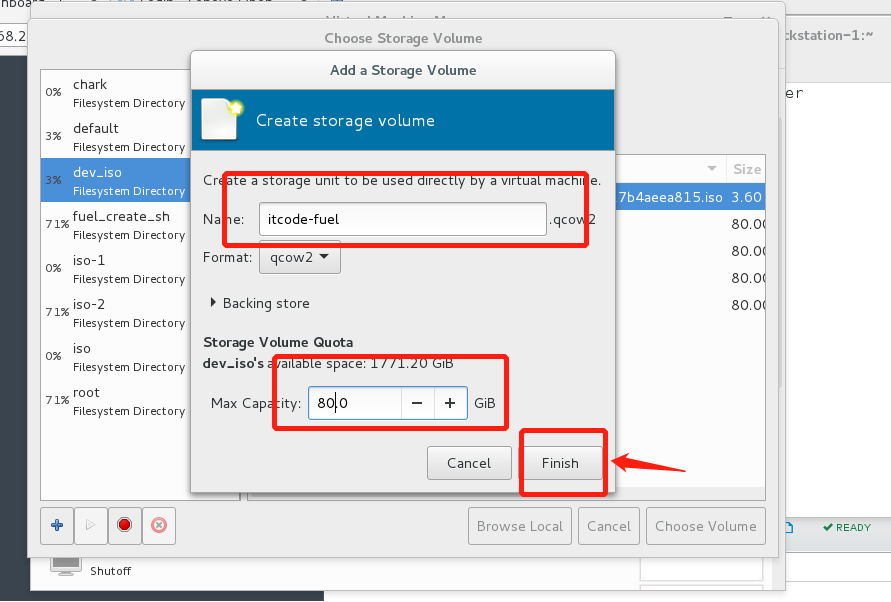 68.2
Choose Storage Volume
ckstation-1:~
Add a Storage Volume
er
Create storage volume
0%
chark
Filesystem Directory
3%
default
Filesystem Directory
3%
dev_iso
Filesystem Directory
71%
fuel_create_sh
Filesystem Directory
0%
iso-1
Filesystem Directory
71%
iso-2
Filesystem Directory
0%
iso
Filesystem Directory
71%
root
Filesystem Directory
Create a storage unit to be used directly by a virtual machine.
Name: itcode-fuel .qcow2
Format: qcow2
Backing store
Storage Volume Quota
dev_iso's available space: 1771.20 GiB
Max Capacity: 80.0 − + GiB
Cancel Finish
Size
7b4aeea815.iso 3.60
80.00
80.00
80.00
80.00
Browse Local Cancel Choose Volume
READY
Shutoff